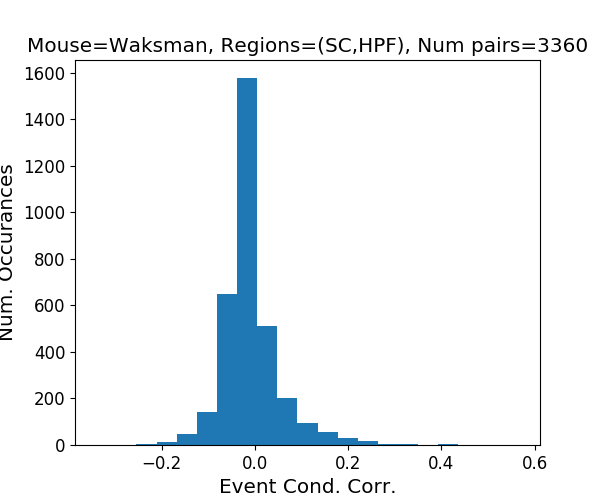 Mouse=Waksman, Regions=(SC,HPF), Num pairs=3360
1600
1400
1200
1000
800
600
400
200
0
Num. Occurances
−0.2 0.0 0.2 0.4 0.6
Event Cond. Corr.